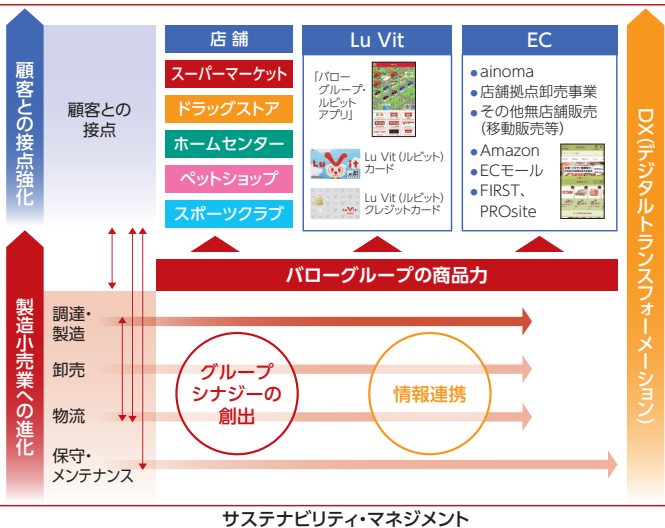 顧客との接点強化
顧客との
接点
店舗
スーパーマーケット
ドラッグストア
ホームセンター
ペットショップ
スポーツクラブ
Lu Vit
「バロー
グループ・
ルビット
アプリ」
Lu Vit
Lu Vit (ルビット)
カード
LuVit
Lu Vit (ルビット)
クレジットカード
EC
●ainoma
●店舗拠点卸売事業
●その他無店舗販売
(移動販売等)
●Amazon
●ECモール
●FIRST、
PROsite
DX(デジタルトランスフォーメーション)
バローグループの商品力
製造小売業への進化
調達・
製造
卸売
物流
保守・
メンテナンス
グループ
シナジーの
創出
情報連携
サステナビリティ・マネジメント